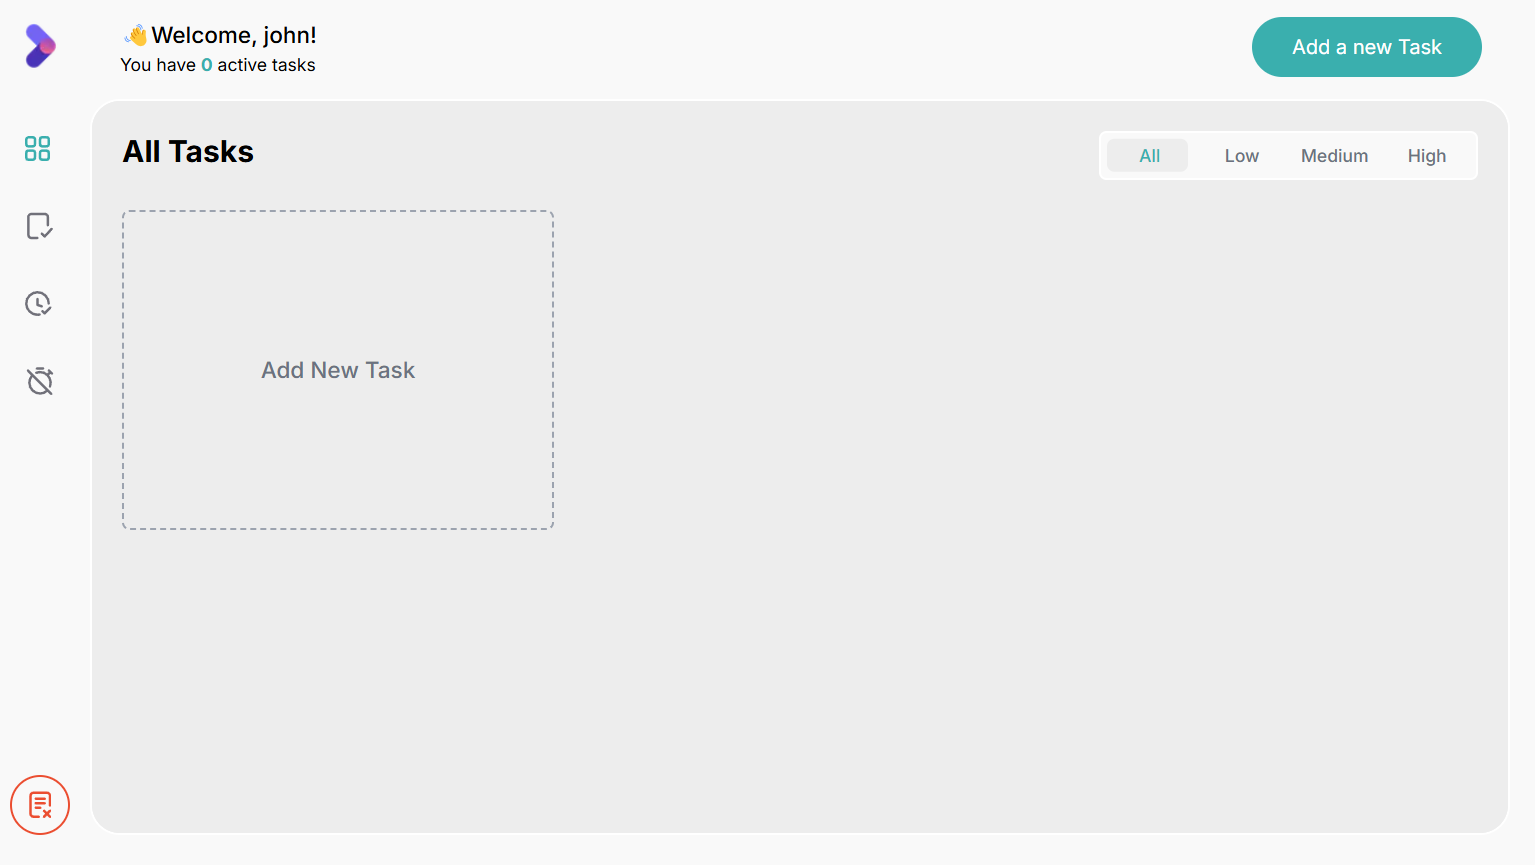 👋Welcome, john!
You have 0 active tasks
Add a new Task
All Tasks
All Low Medium High
Add New Task